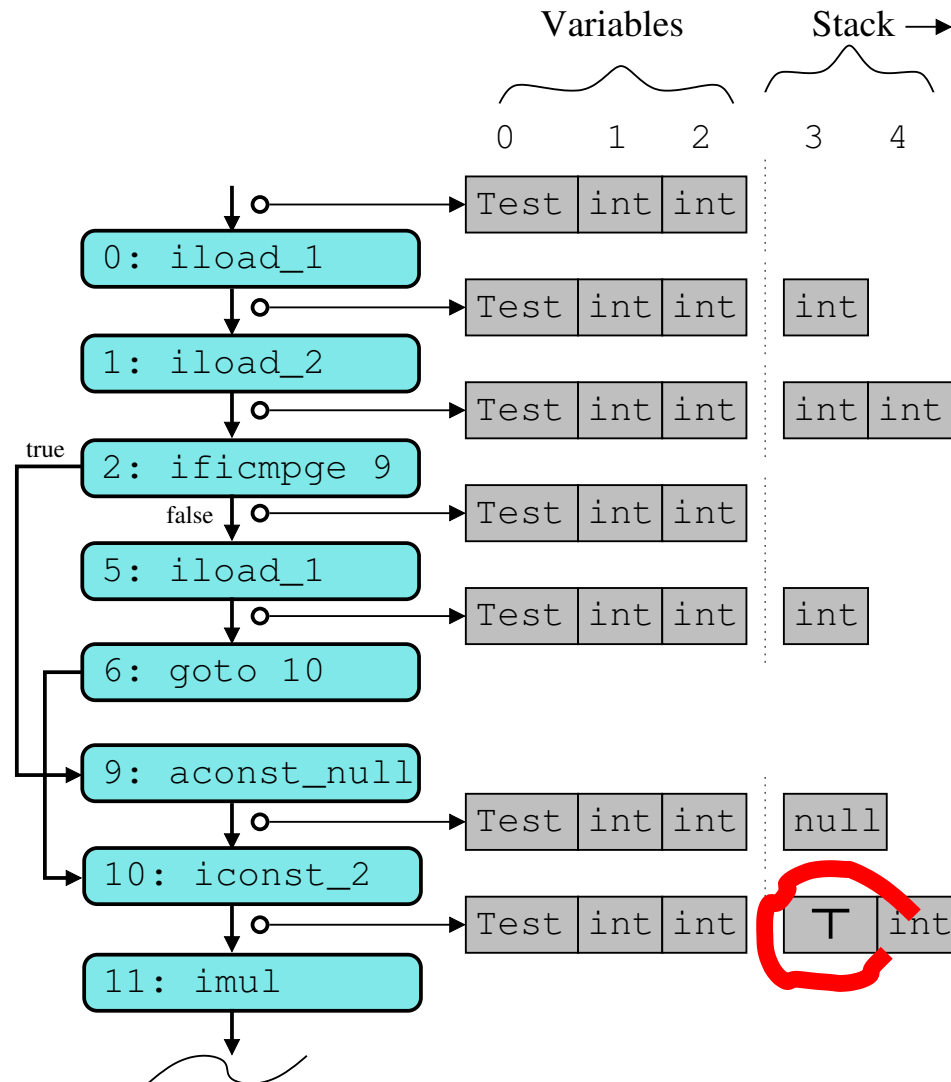 Variables Stack
0 1 2 3 4
Test int int
0: iload_1
Test int int int
1: iload_2
Test int int int int
true
2: ificmpge 9
false
Test int int
5: iload_1
Test int int int
6: goto 10
9: aconst_null
Test int int null
10: iconst_2
Test int int ⊤ int
11: imul